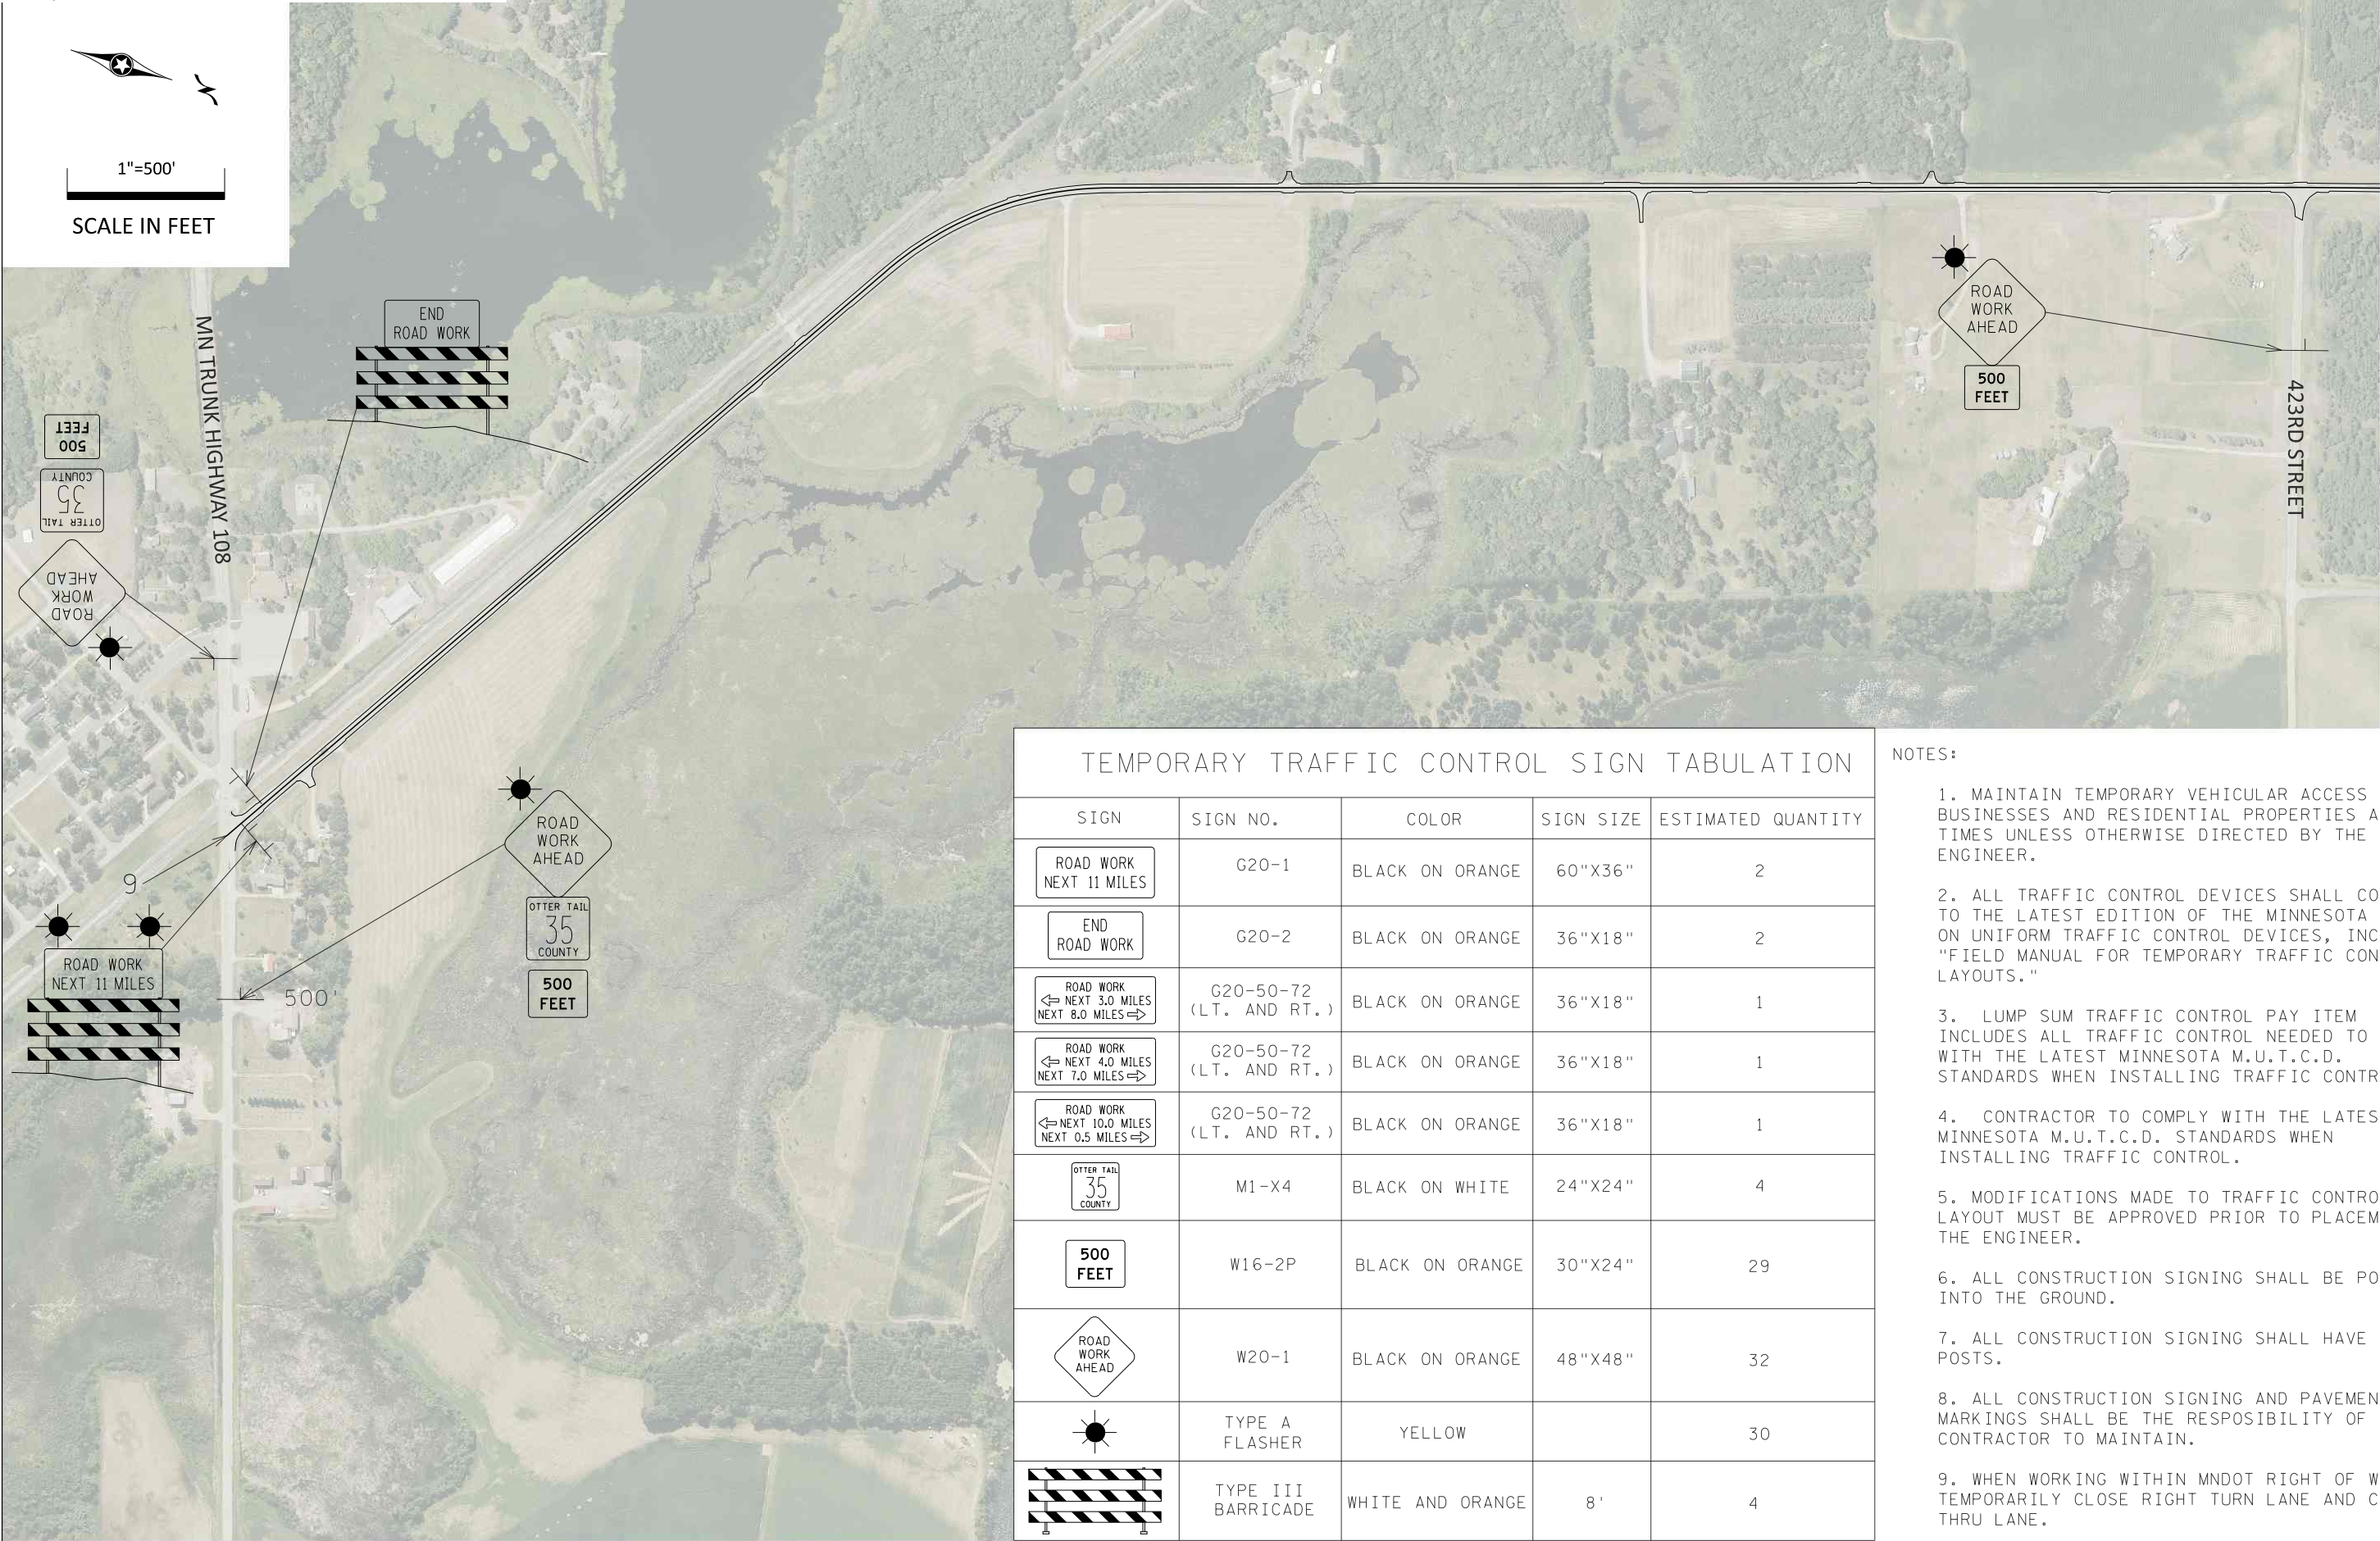 1"=500'
SCALE IN FEET
MN TRUNK HIGHWAY 108
END
ROAD WORK
500
FEET
OTTER TAIL
35
COUNTY
ROAD
WORK
AHEAD
ROAD
WORK
AHEAD
500
FEET
423RD STREET
9
ROAD WORK
NEXT 11 MILES
ROAD
WORK
AHEAD
OTTER TAIL
35
COUNTY
500
FEET
500'
TEMPORARY TRAFFIC CONTROL SIGN TABULATION
SIGN SIGN NO. COLOR SIGN SIZE ESTIMATED QUANTITY
ROAD WORK
NEXT 11 MILES
G20-1 BLACK ON ORANGE 60"X36" 2
END
ROAD WORK
G20-2 BLACK ON ORANGE 36"X18" 2
ROAD WORK
NEXT 3.0 MILES
NEXT 8.0 MILES
G20-50-72
(LT. AND RT.)
BLACK ON ORANGE 36"X18" 1
ROAD WORK
NEXT 4.0 MILES
NEXT 7.0 MILES
G20-50-72
(LT. AND RT.)
BLACK ON ORANGE 36"X18" 1
ROAD WORK
NEXT 10.0 MILES
NEXT 0.5 MILES
G20-50-72
(LT. AND RT.)
BLACK ON ORANGE 36"X18" 1
OTTER TAIL
35
COUNTY
M1-X4 BLACK ON WHITE 24"X24" 4
500
FEET
W16-2P BLACK ON ORANGE 30"X24" 29
ROAD
WORK
AHEAD
W20-1 BLACK ON ORANGE 48"X48" 32
TYPE A
FLASHER
YELLOW 30
TYPE III
BARRICADE
WHITE AND ORANGE 8' 4
NOTES:
1. MAINTAIN TEMPORARY VEHICULAR ACCESS
BUSINESSES AND RESIDENTIAL PROPERTIES A
TIMES UNLESS OTHERWISE DIRECTED BY THE
ENGINEER.
2. ALL TRAFFIC CONTROL DEVICES SHALL CO
TO THE LATEST EDITION OF THE MINNESOTA
ON UNIFORM TRAFFIC CONTROL DEVICES, INC
"FIELD MANUAL FOR TEMPORARY TRAFFIC CON
LAYOUTS."
3. LUMP SUM TRAFFIC CONTROL PAY ITEM
INCLUDES ALL TRAFFIC CONTROL NEEDED TO
WITH THE LATEST MINNESOTA M.U.T.C.D.
STANDARDS WHEN INSTALLING TRAFFIC CONTR
4. CONTRACTOR TO COMPLY WITH THE LATES
MINNESOTA M.U.T.C.D. STANDARDS WHEN
INSTALLING TRAFFIC CONTROL.
5. MODIFICATIONS MADE TO TRAFFIC CONTRO
LAYOUT MUST BE APPROVED PRIOR TO PLACEM
THE ENGINEER.
6. ALL CONSTRUCTION SIGNING SHALL BE PO
INTO THE GROUND.
7. ALL CONSTRUCTION SIGNING SHALL HAVE
POSTS.
8. ALL CONSTRUCTION SIGNING AND PAVEMEN
MARKINGS SHALL BE THE RESPOSIBILITY OF
CONTRACTOR TO MAINTAIN.
9. WHEN WORKING WITHIN MNDOT RIGHT OF W
TEMPORARILY CLOSE RIGHT TURN LANE AND C
THRU LANE.